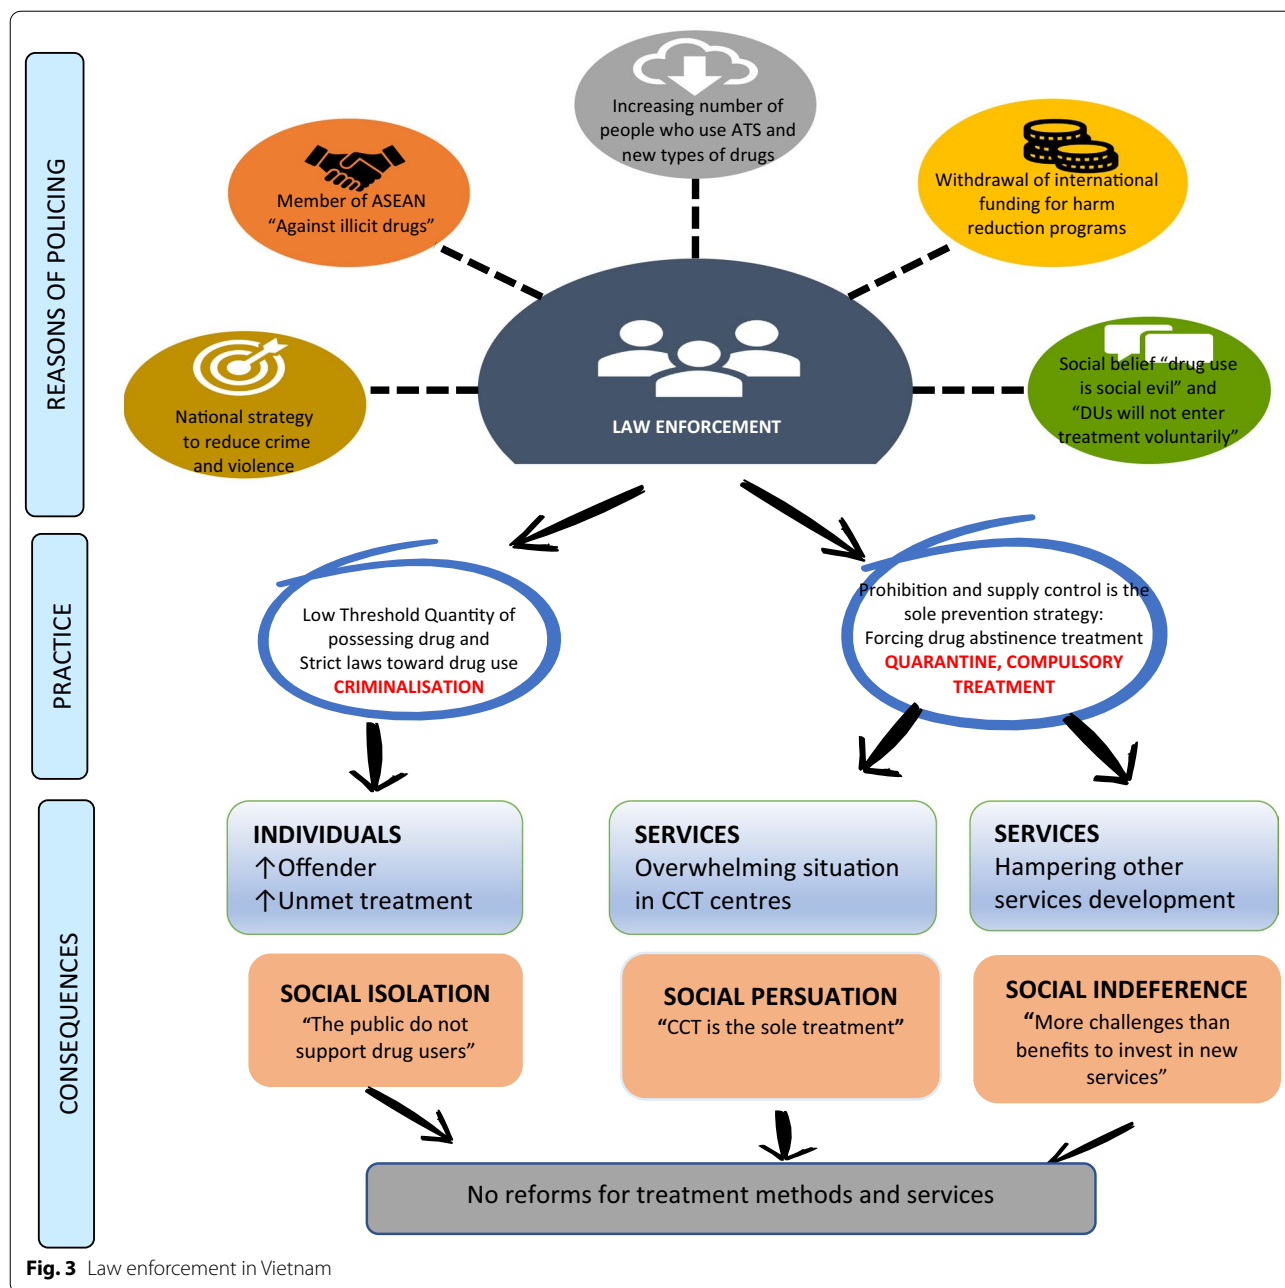 REASONS OF POLICING
Increasing number of
people who use ATS and
new types of drugs
Member of ASEAN
“Against illicit drugs”
Withdrawal of international
funding for harm
reduction programs
National strategy
to reduce crime
and violence
LAW ENFORCEMENT
Social belief “drug use
is social evil” and
“DUs will not enter
treatment voluntarily”
PRACTICE
Low Threshold Quantity of
possessing drug and
Strict laws toward drug use
CRIMINALISATION
Prohibition and supply control is the
sole prevention strategy:
Forcing drug abstinence treatment
QUARANTINE, COMPULSORY
TREATMENT
CONSEQUENCES
INDIVIDUALS
↑Offender
↑Unmet treatment
SERVICES
Overwhelming situation
in CCT centres
SERVICES
Hampering other
services development
SOCIAL ISOLATION
“The public do not
support drug users”
SOCIAL PERSUATION
“CCT is the sole treatment”
SOCIAL INDEFERENCE
“More challenges than
benefits to invest in new
services”
No reforms for treatment methods and services
Fig. 3 Law enforcement in Vietnam